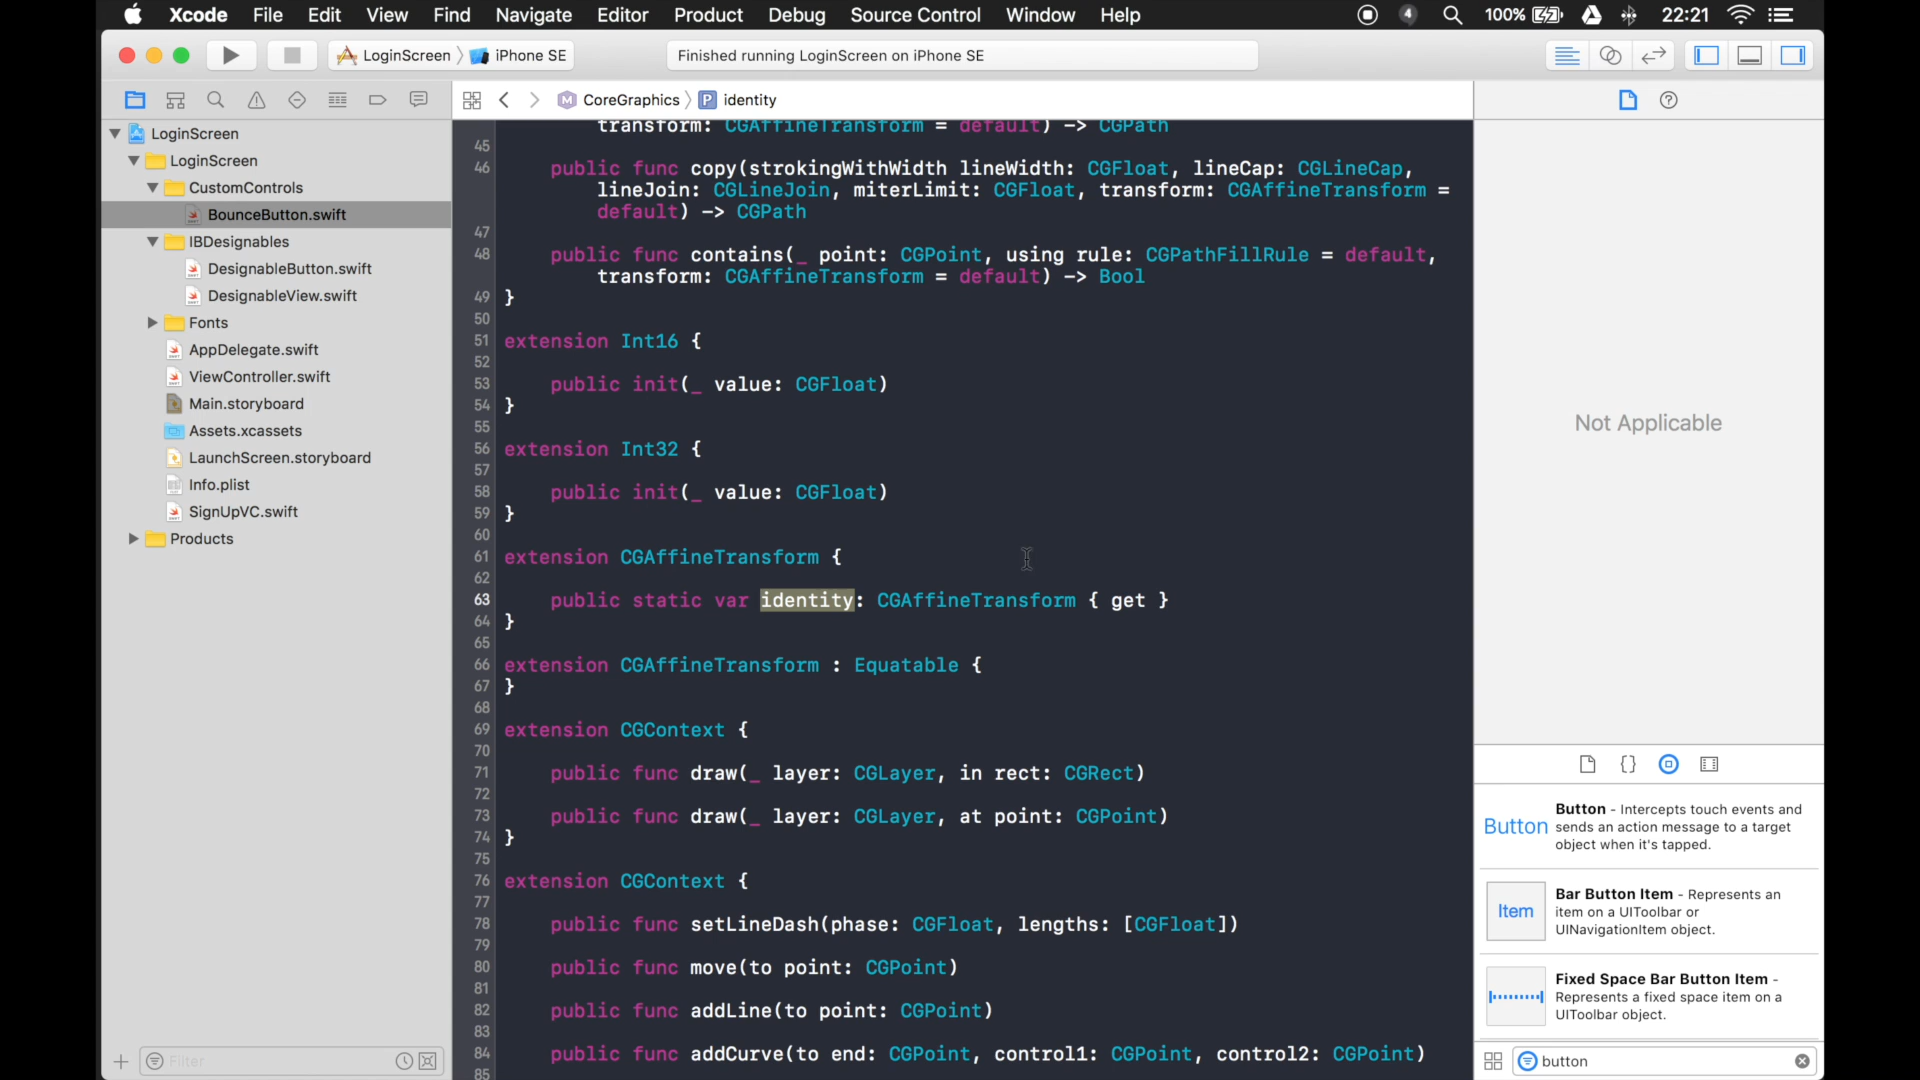 Xcode File Edit View Find Navigate Editor Product Debug Source Control Window Help 4 100% 22:21
LoginScreen iPhone SE
Finished running LoginScreen on iPhone SE
CoreGraphics identity
LoginScreen
LoginScreen
CustomControls
BounceButton.swift
IBDesignables
DesignableButton.swift
DesignableView.swift
Fonts
AppDelegate.swift
ViewController.swift
Main.storyboard
Assets.xcassets
LaunchScreen.storyboard
Info.plist
SignUpVC.swift
Products
Filter
transform: CGAffineTransform = default) -> CGPath
45
46 public func copy(strokingWithWidth lineWidth: CGFloat, lineCap: CGLineCap,
lineJoin: CGLineJoin, miterLimit: CGFloat, transform: CGAffineTransform =
default) -> CGPath
47
48 public func contains(_ point: CGPoint, using rule: CGPathFillRule = default,
transform: CGAffineTransform = default) -> Bool
49 }
50
51 extension Int16 {
52
53 public init(_ value: CGFloat)
54 }
55
56 extension Int32 {
57
58 public init(_ value: CGFloat)
59 }
60
61 extension CGAffineTransform {
62
63 public static var identity: CGAffineTransform { get }
64 }
65
66 extension CGAffineTransform : Equatable {
67 }
68
69 extension CGContext {
70
71 public func draw(_ layer: CGLayer, in rect: CGRect)
72
73 public func draw(_ layer: CGLayer, at point: CGPoint)
74 }
75
76 extension CGContext {
77
78 public func setLineDash(phase: CGFloat, lengths: [CGFloat])
79
80 public func move(to point: CGPoint)
81
82 public func addLine(to point: CGPoint)
83
84 public func addCurve(to end: CGPoint, control1: CGPoint, control2: CGPoint)
85
Not Applicable
{}
Button
Button - Intercepts touch events and
sends an action message to a target
object when it's tapped.
Item
Bar Button Item - Represents an
item on a UIToolbar or
UINavigationItem object.
Fixed Space Bar Button Item -
Represents a fixed space item on a
UIToolbar object.
button